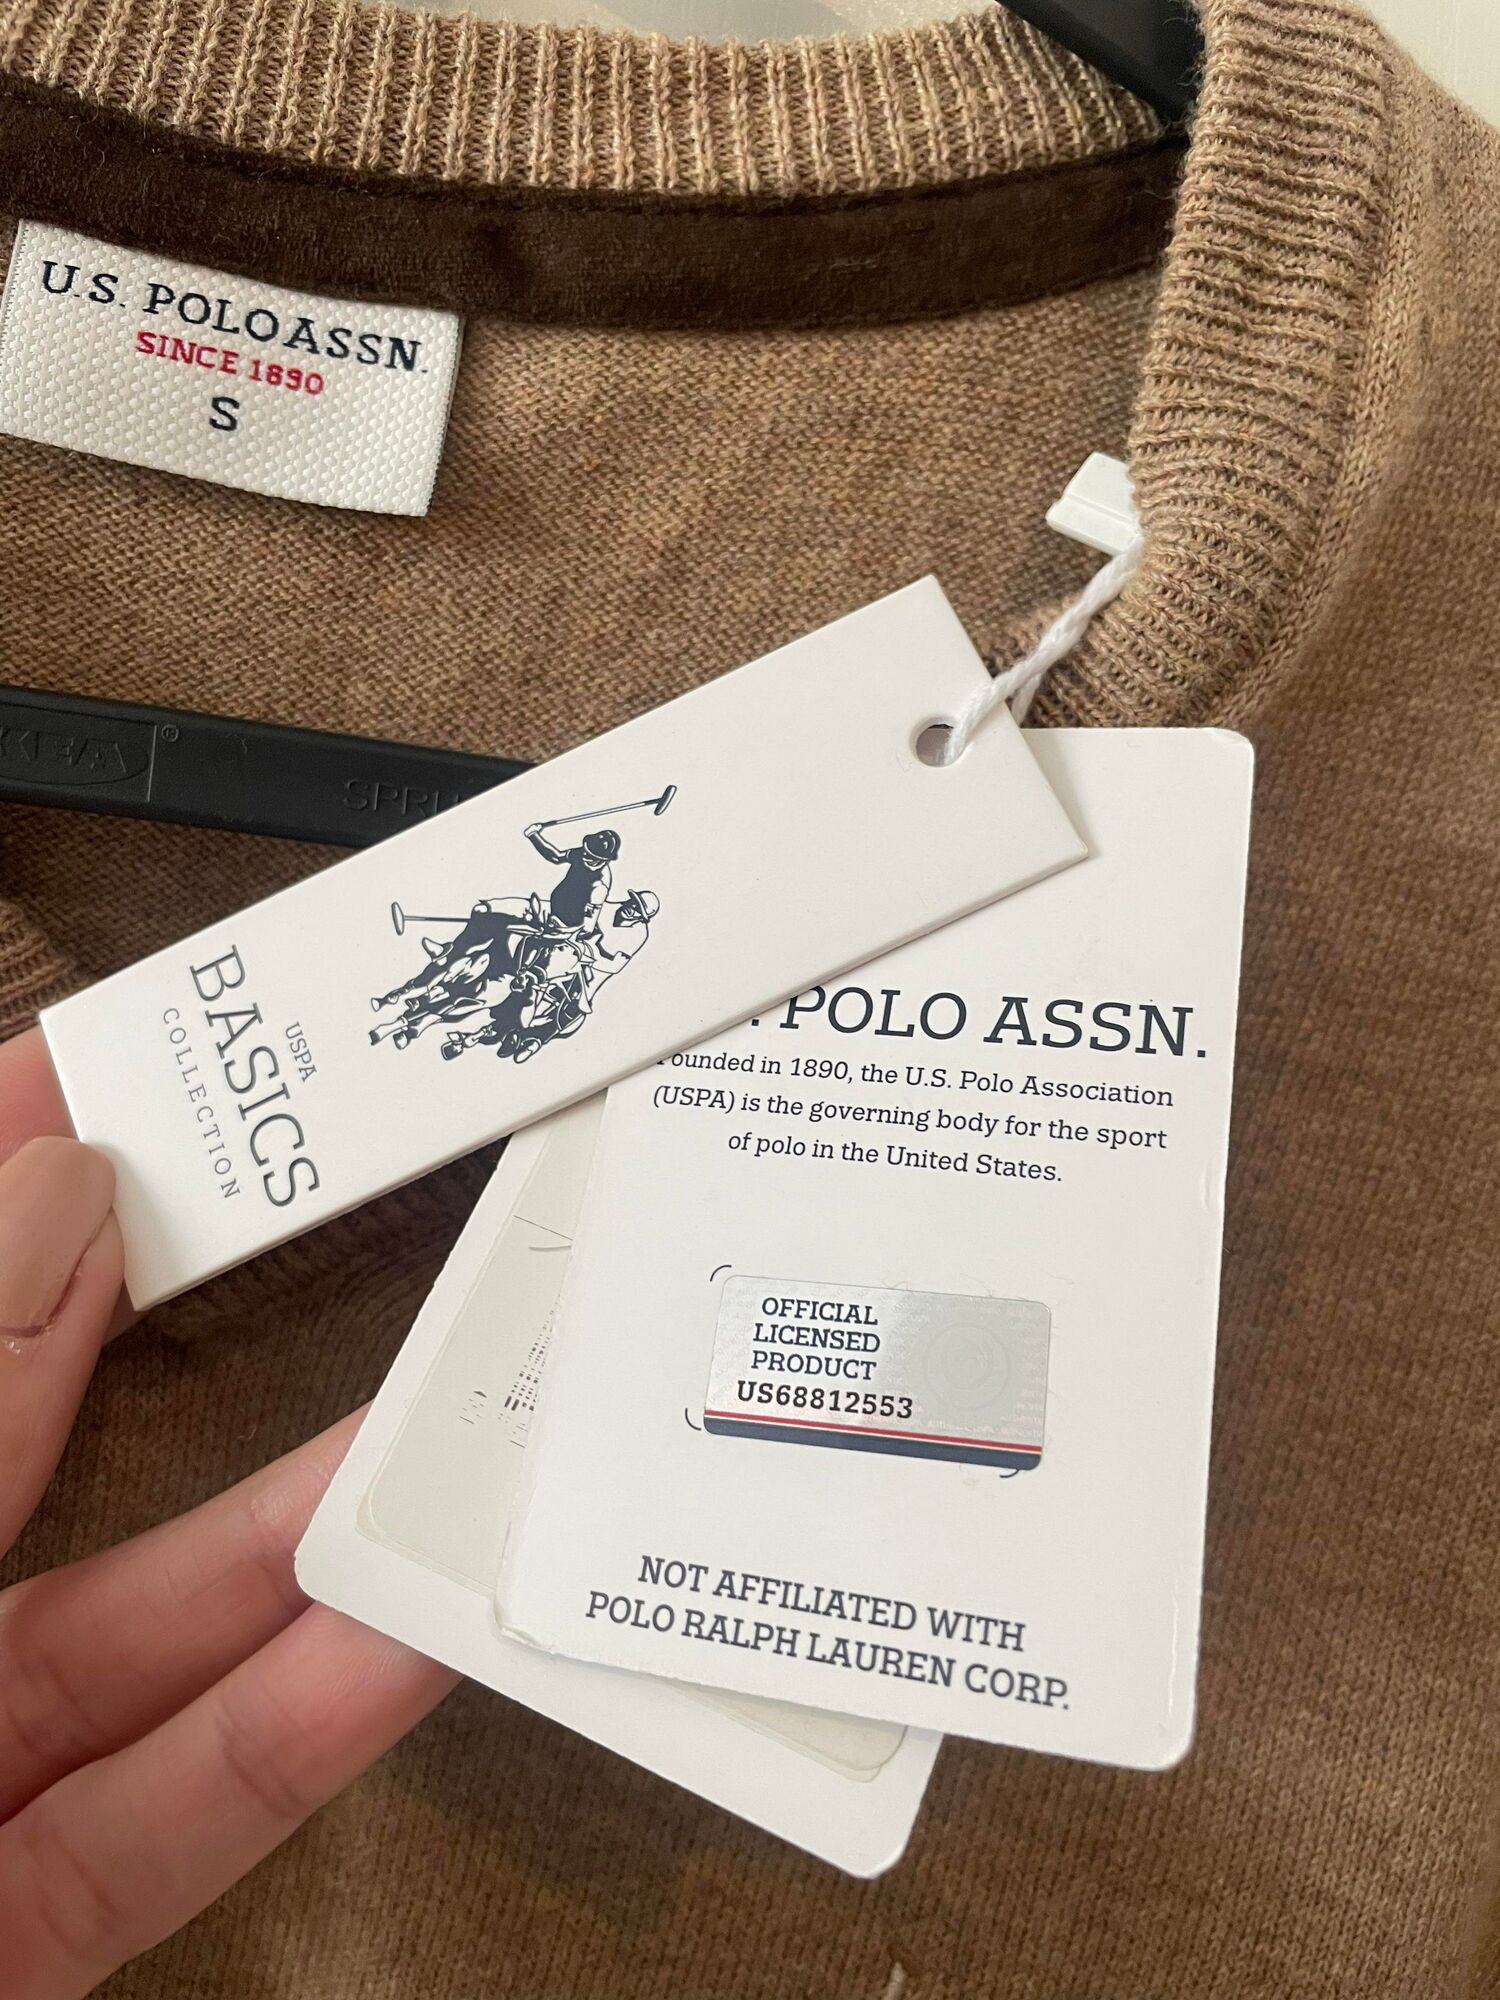 U.S. POLO ASSN.
SINCE 1890
S
IKEA ®
USPA
BASICS
COLLECTION
. POLO ASSN.
Founded in 1890, the U.S. Polo Association
(USPA) is the governing body for the sport
of polo in the United States.
OFFICIAL
LICENSED
PRODUCT
US68812553
NOT AFFILIATED WITH
POLO RALPH LAUREN CORP.